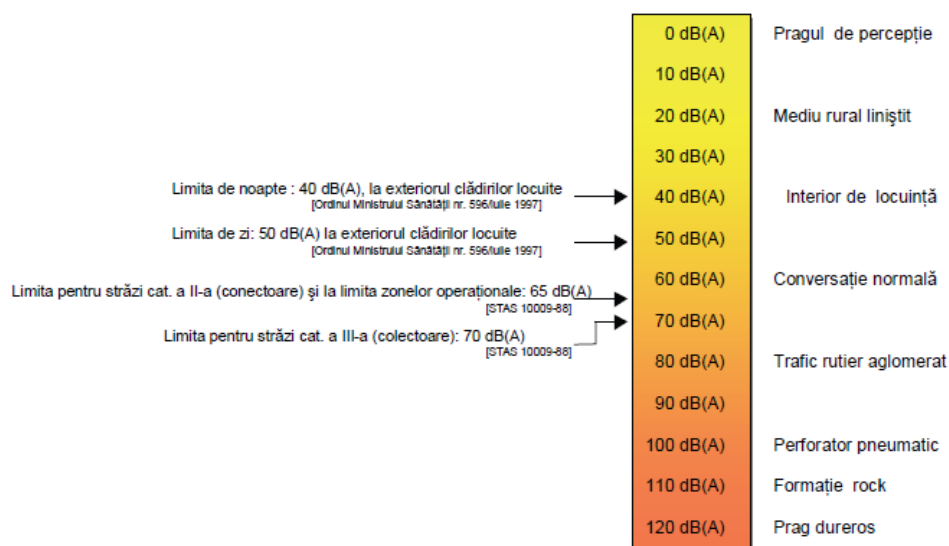 0 dB(A) Pragul de percepție
10 dB(A)
20 dB(A) Mediu rural liniştit
30 dB(A)
Limita de noapte : 40 dB(A), la exteriorul clădirilor locuite
[Ordinul Ministrului Sănătăţii nr. 596/iulie 1997]
40 dB(A) Interior de locuință
Limita de zi: 50 dB(A) la exteriorul clădirilor locuite
[Ordinul Ministrului Sănătăţii nr. 596/iulie 1997]
50 dB(A)
60 dB(A) Conversație normală
Limita pentru străzi cat. a II-a (conectoare) şi la limita zonelor operaţionale: 65 dB(A)
[STAS 10009-88]
70 dB(A)
Limita pentru străzi cat. a III-a (colectoare): 70 dB(A)
[STAS 10009-88]
80 dB(A) Trafic rutier aglomerat
90 dB(A)
100 dB(A) Perforator pneumatic
110 dB(A) Formație rock
120 dB(A) Prag dureros